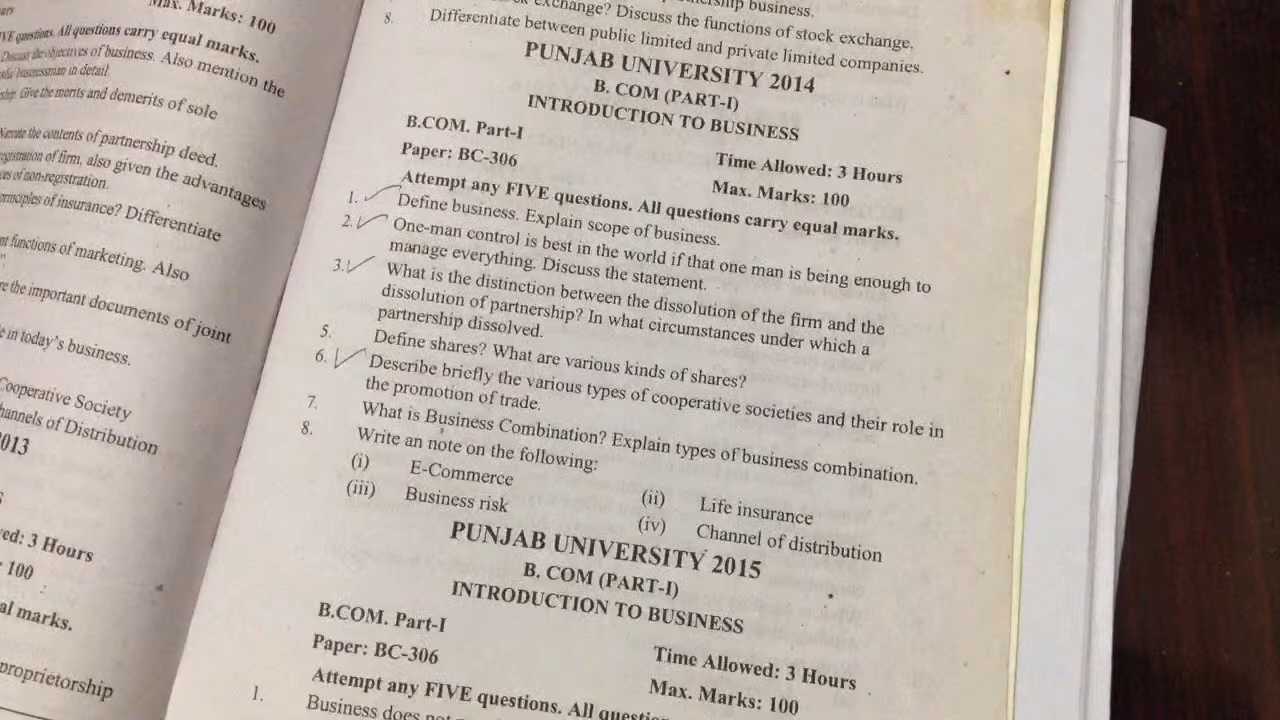 Max. Marks: 100
VE questions. All questions carry equal marks.
Discuss the objectives of business. Also mention the
businessman in detail.
Give the merits and demerits of sole
Narrate the contents of partnership deed.
registration of firm, also given the advantages
of non-registration.
principles of insurance? Differentiate
functions of marketing. Also
the important documents of joint
in today's business.
Cooperative Society
hannels of Distribution
013
ed: 3 Hours
100
al marks.
proprietorship
business.
exchange? Discuss the functions of stock exchange.
8. Differentiate between public limited and private limited companies.
PUNJAB UNIVERSITY 2014
B. COM (PART-I)
INTRODUCTION TO BUSINESS
B.COM. Part-I
Paper: BC-306 Time Allowed: 3 Hours
Max. Marks: 100
Attempt any FIVE questions. All questions carry equal marks.
1. Define business. Explain scope of business.
2. One-man control is best in the world if that one man is being enough to
manage everything. Discuss the statement.
3. What is the distinction between the dissolution of the firm and the
dissolution of partnership? In what circumstances under which a
partnership dissolved.
5. Define shares? What are various kinds of shares?
6. Describe briefly the various types of cooperative societies and their role in
the promotion of trade.
7. What is Business Combination? Explain types of business combination.
8. Write an note on the following:
(i) E-Commerce (ii) Life insurance
(iii) Business risk (iv) Channel of distribution
PUNJAB UNIVERSITY 2015
B. COM (PART-I)
INTRODUCTION TO BUSINESS
B.COM. Part-I
Paper: BC-306 Time Allowed: 3 Hours
Max. Marks: 100
Attempt any FIVE questions. All
1. Business does